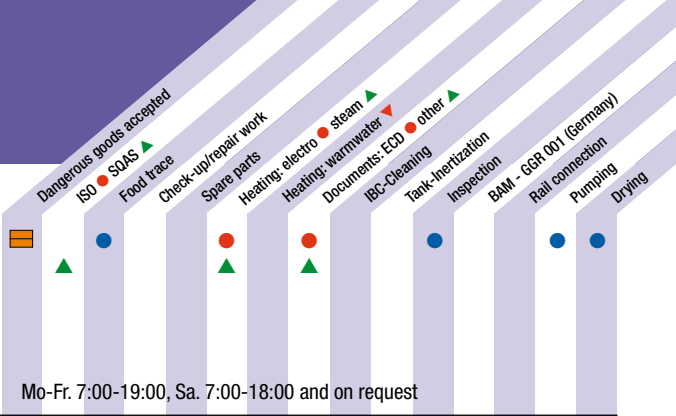 Dangerous goods accepted
ISO SQAS
Food trace
Check-up/repair work
Spare parts
Heating: electro steam
Heating: warmwater
Documents: ECD other
IBC-Cleaning
Tank-Inertization
Inspection
BAM - GGR 001 (Germany)
Rail connection
Pumping
Drying
Mo-Fr. 7:00-19:00, Sa. 7:00-18:00 and on request